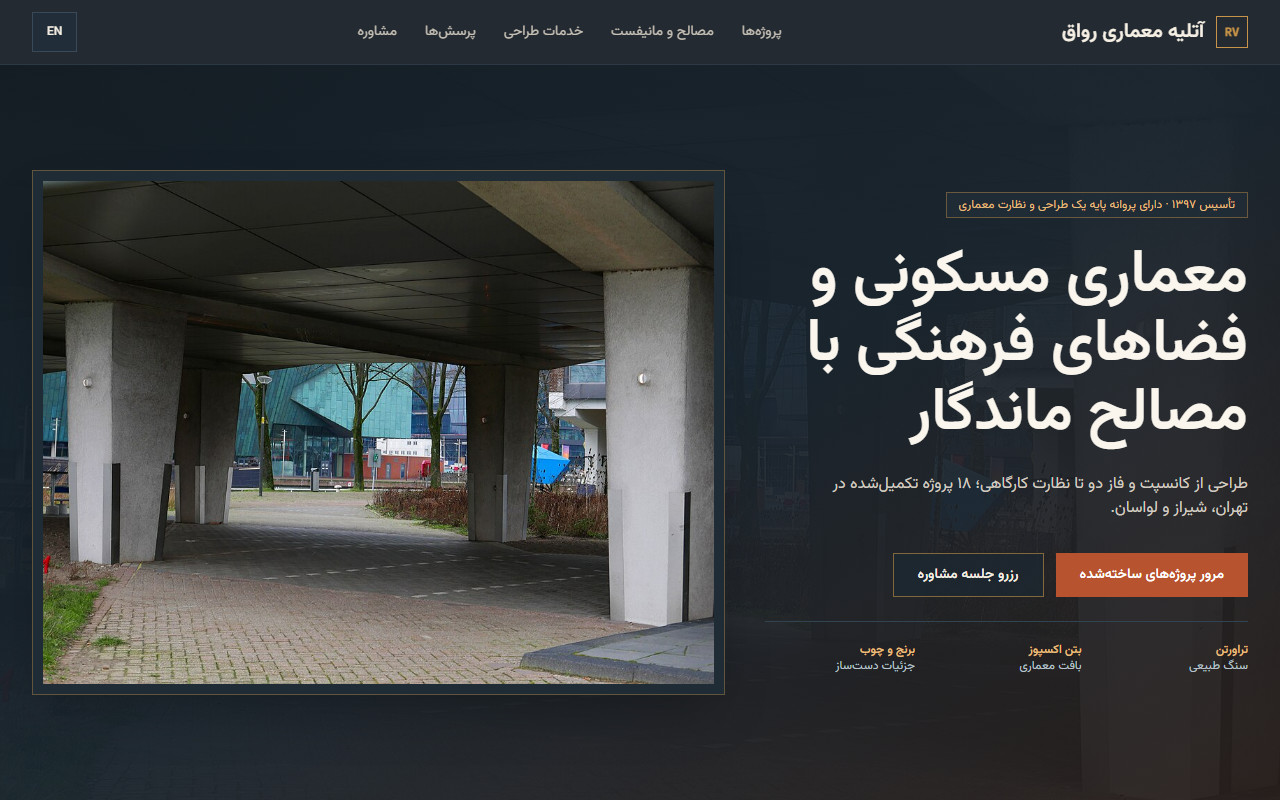 RV
آتلیه معماری رواق
پروژه‌ها
مصالح و مانیفست
خدمات طراحی
پرسش‌ها
مشاوره
EN
تأسیس ۱۳۹۷ · دارای پروانه پایه یک طراحی و نظارت معماری
معماری مسکونی و
فضاهای فرهنگی با
مصالح ماندگار
طراحی از کانسپت و فاز دو تا نظارت کارگاهی؛ ۱۸ پروژه تکمیل‌شده در
تهران، شیراز و لواسان.
مرور پروژه‌های ساخته‌شده
رزرو جلسه مشاوره
تراورتن
سنگ طبیعی
بتن اکسپوز
بافت معماری
برنج و چوب
جزئیات دست‌ساز